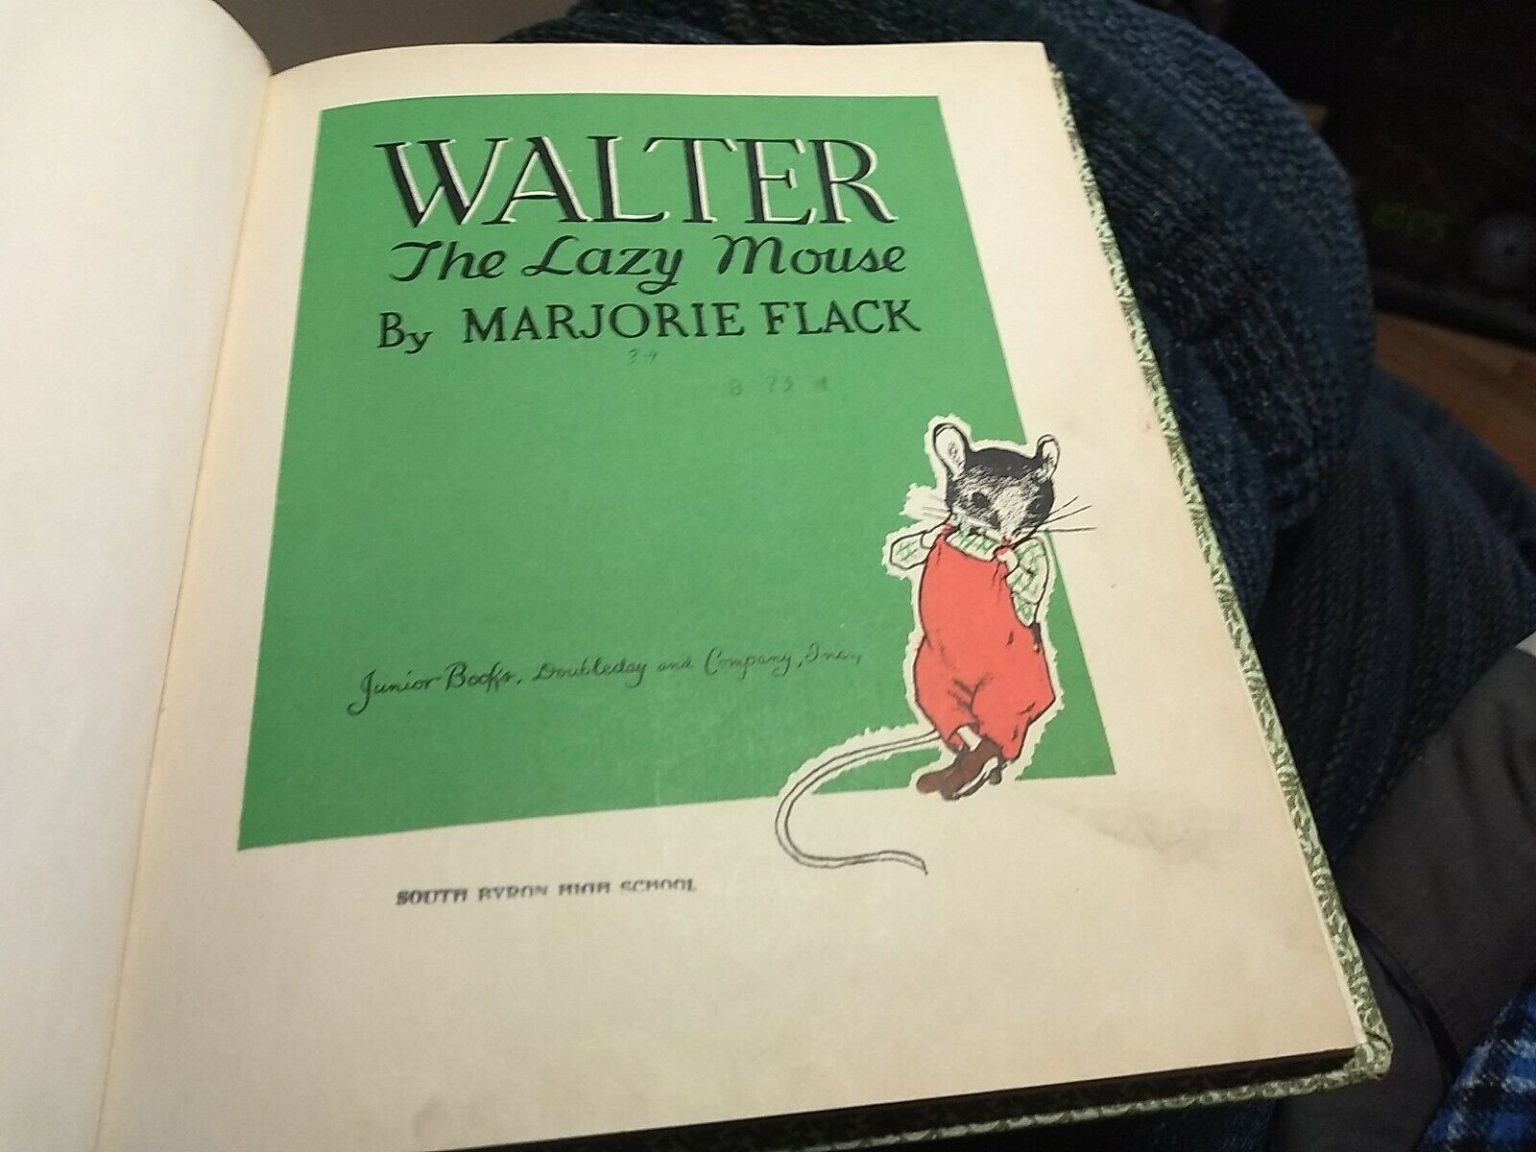 WALTER
The Lazy Mouse
By MARJORIE FLACK
Junior Books, Doubleday and Company, Inc.,
SOUTH BYRON HIGH SCHOOL